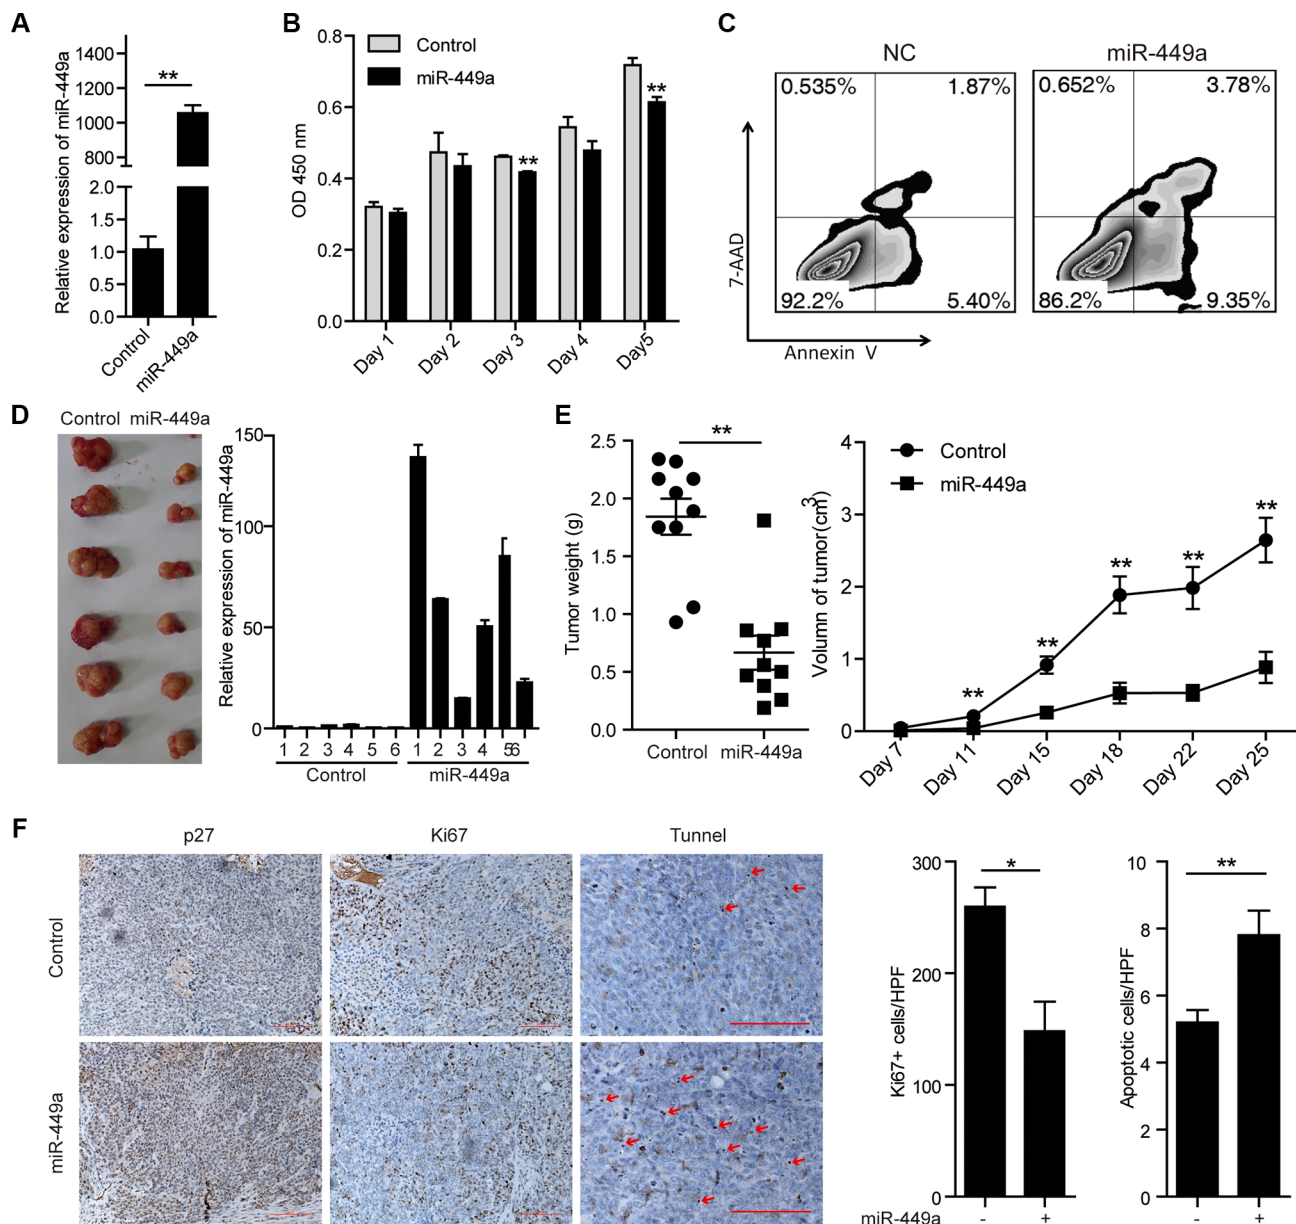 A
Relative expression of miR-449a
1400
1200
1000
800
2.0
1.5
1.0
0.5
0.0
**
Control
miR-449a
B
OD 450 nm
0.8
0.6
0.4
0.2
0.0
Control
miR-449a
**
**
Day 1
Day 2
Day 3
Day 4
Day5
C
NC
miR-449a
0.535%
1.87%
92.2%
5.40%
0.652%
3.78%
86.2%
9.35%
7-AAD
Annexin V
D
Control miR-449a
Relative expression of miR-449a
150
100
50
0
1 2 3 4 5 6 1 2 3 4 5 6
Control
miR-449a
E
Tumor weight (g)
2.5
2.0
1.5
1.0
0.5
0.0
**
Control
miR-449a
Volumn of tumor(cm3)
4
3
2
1
0
Control
miR-449a
**
**
**
**
**
Day 7
Day 11
Day 15
Day 18
Day 22
Day 25
F
p27
Ki67
Tunnel
Control
miR-449a
Ki67+ cells/HPF
300
200
100
0
*
miR-449a
- +
Apoptotic cells/HPF
10
8
6
4
2
0
**
- +